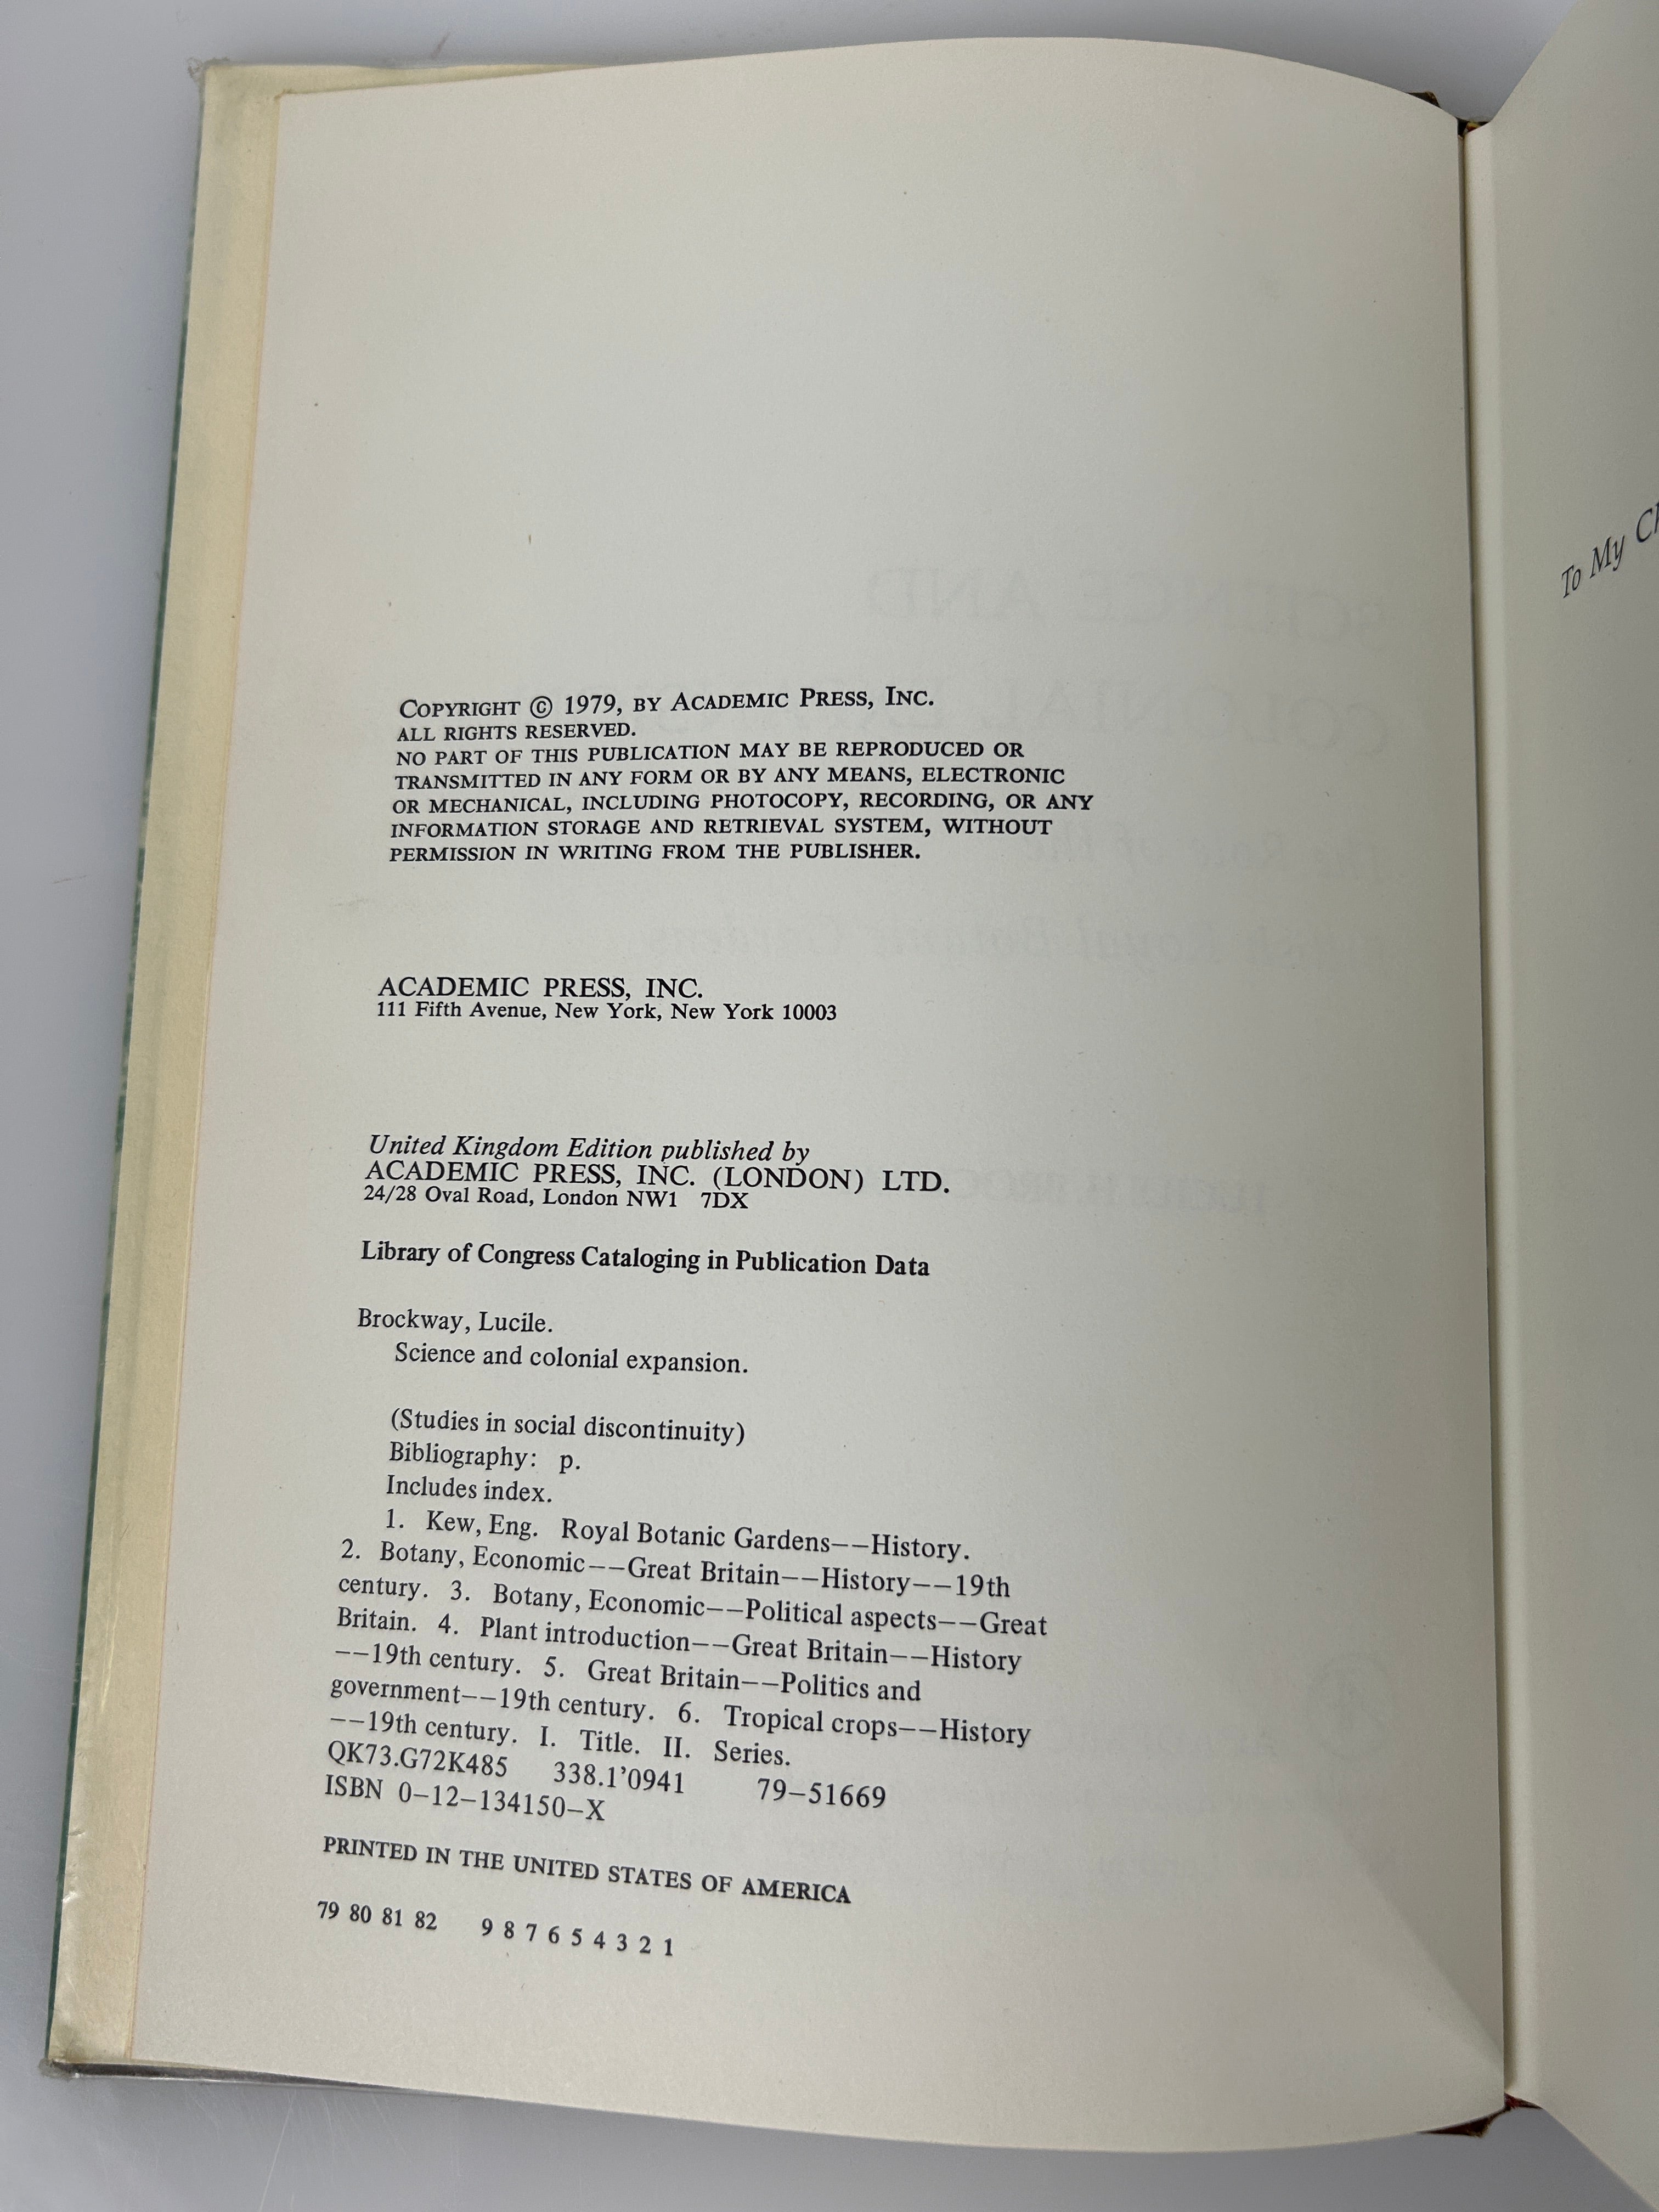 COPYRIGHT © 1979, BY ACADEMIC PRESS, INC.
ALL RIGHTS RESERVED.
NO PART OF THIS PUBLICATION MAY BE REPRODUCED OR
TRANSMITTED IN ANY FORM OR BY ANY MEANS, ELECTRONIC
OR MECHANICAL, INCLUDING PHOTOCOPY, RECORDING, OR ANY
INFORMATION STORAGE AND RETRIEVAL SYSTEM, WITHOUT
PERMISSION IN WRITING FROM THE PUBLISHER.
ACADEMIC PRESS, INC.
111 Fifth Avenue, New York, New York 10003
United Kingdom Edition published by
ACADEMIC PRESS, INC. (LONDON) LTD.
24/28 Oval Road, London NW1 7DX
Library of Congress Cataloging in Publication Data
Brockway, Lucile.
Science and colonial expansion.
(Studies in social discontinuity)
Bibliography: p.
Includes index.
1. Kew, Eng. Royal Botanic Gardens--History.
2. Botany, Economic--Great Britain--History--19th
century. 3. Botany, Economic--Political aspects--Great
Britain. 4. Plant introduction--Great Britain--History
--19th century. 5. Great Britain--Politics and
government--19th century. 6. Tropical crops--History
--19th century. I. Title. II. Series.
QK73.G72K485 338.1'0941 79-51669
ISBN 0-12-134150-X
PRINTED IN THE UNITED STATES OF AMERICA
79 80 81 82 9 8 7 6 5 4 3 2 1
To My